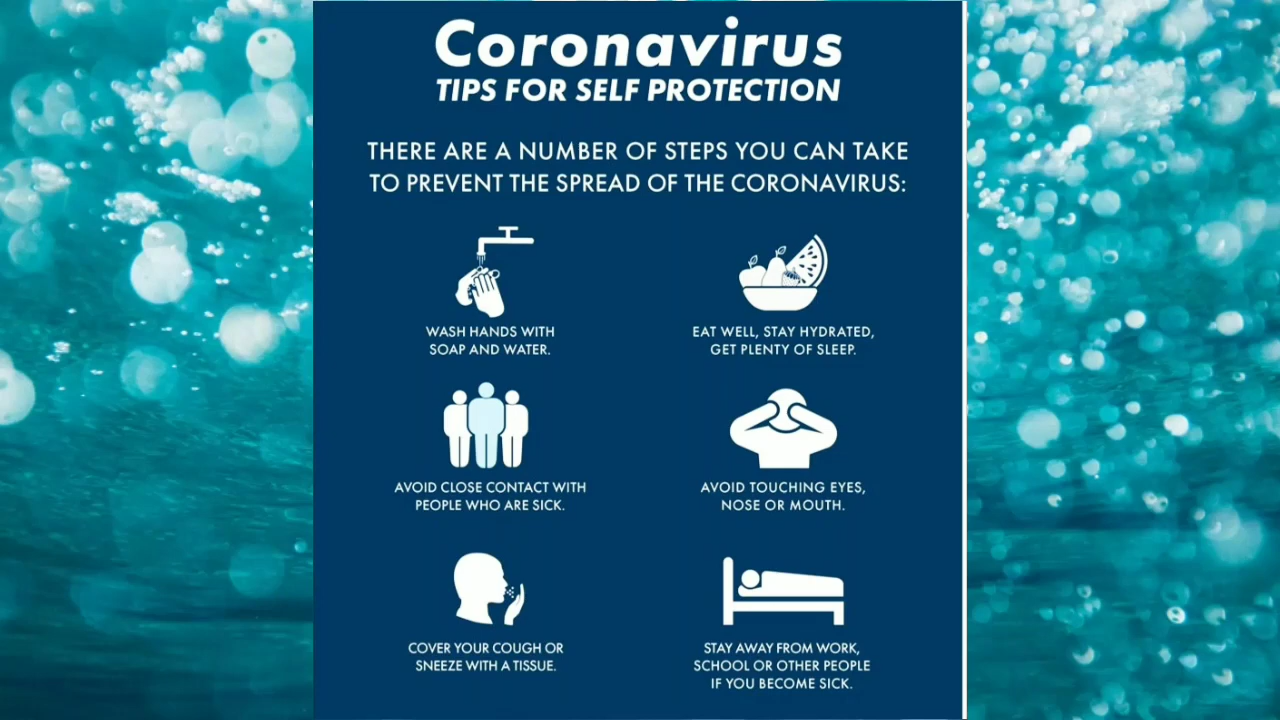 Coronavirus
TIPS FOR SELF PROTECTION
THERE ARE A NUMBER OF STEPS YOU CAN TAKE
TO PREVENT THE SPREAD OF THE CORONAVIRUS:
WASH HANDS WITH
SOAP AND WATER.
EAT WELL, STAY HYDRATED,
GET PLENTY OF SLEEP.
AVOID CLOSE CONTACT WITH
PEOPLE WHO ARE SICK.
AVOID TOUCHING EYES,
NOSE OR MOUTH.
COVER YOUR COUGH OR
SNEEZE WITH A TISSUE.
STAY AWAY FROM WORK,
SCHOOL OR OTHER PEOPLE
IF YOU BECOME SICK.